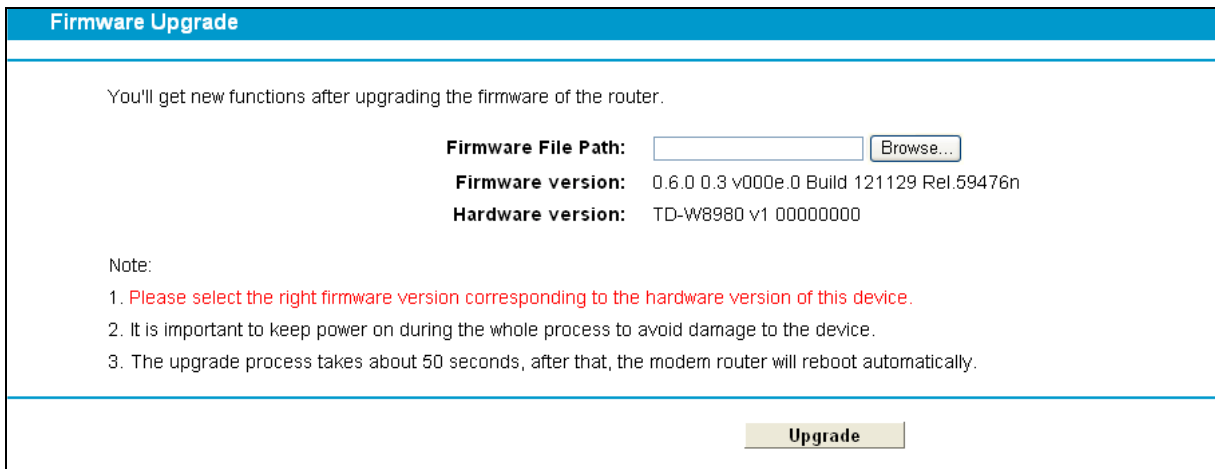 Firmware Upgrade
You'll get new functions after upgrading the firmware of the router.
Firmware File Path: Browse...
Firmware version: 0.6.0 0.3 v000e.0 Build 121129 Rel.59476n
Hardware version: TD-W8980 v1 00000000
Note:
1. Please select the right firmware version corresponding to the hardware version of this device.
2. It is important to keep power on during the whole process to avoid damage to the device.
3. The upgrade process takes about 50 seconds, after that, the modem router will reboot automatically.
Upgrade